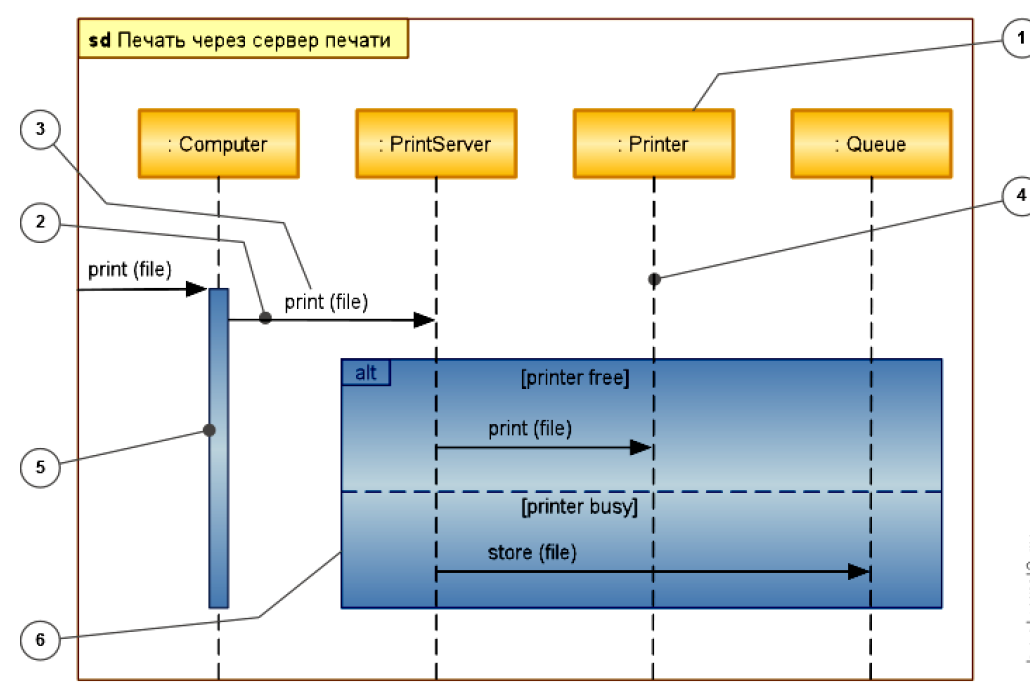 sd Печать через сервер печати
1
: Computer
: PrintServer
: Printer
: Queue
3
4
2
print (file)
print (file)
alt
[printer free]
print (file)
5
[printer busy]
store (file)
6